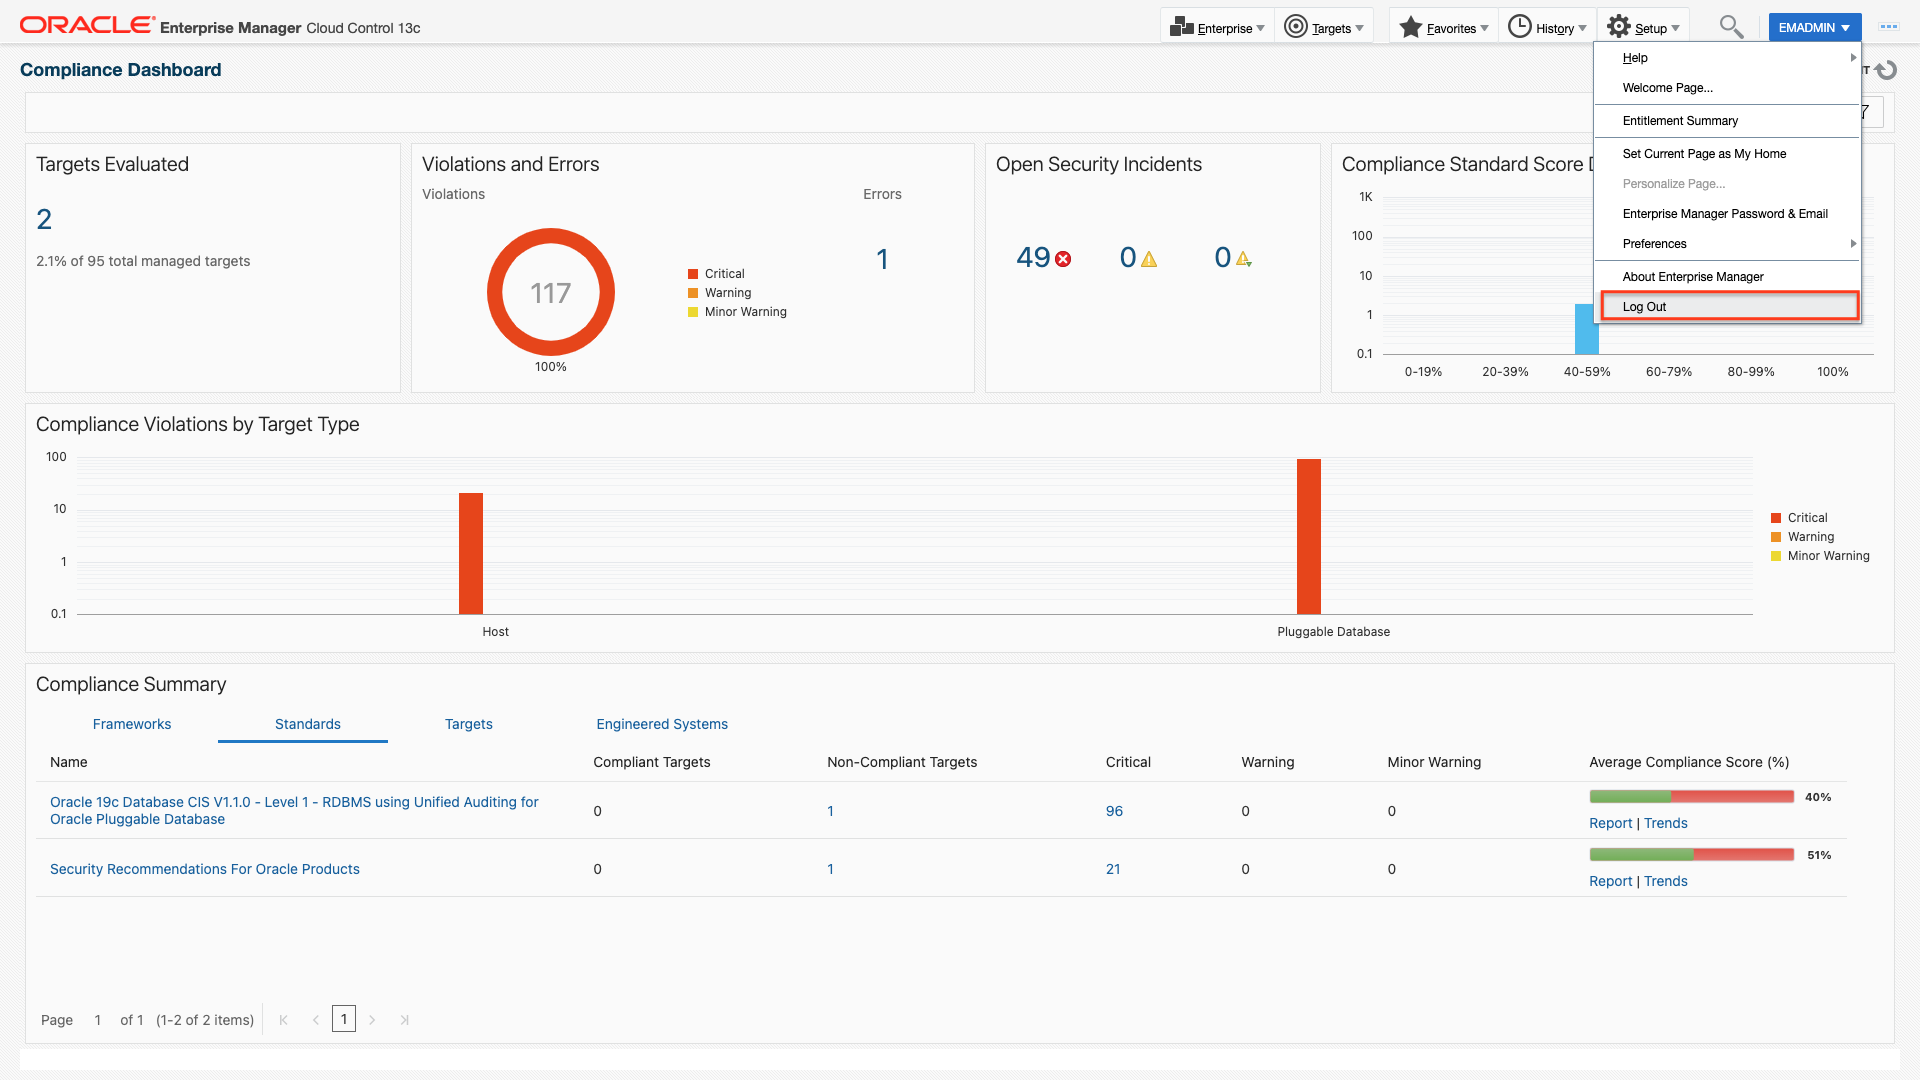 ORACLE Enterprise Manager Cloud Control 13c
Enterprise Targets Favorites History Setup EMADMIN
Compliance Dashboard
Help
Welcome Page...
Entitlement Summary
Set Current Page as My Home
Personalize Page...
Enterprise Manager Password & Email
Preferences
About Enterprise Manager
Log Out
Targets Evaluated
2
2.1% of 95 total managed targets
Violations and Errors
Violations
Errors
117
100%
Critical
Warning
Minor Warning
1
Open Security Incidents
49 0 0
Compliance Standard Score
1K
100
10
1
0.1
0-19% 20-39% 40-59% 60-79% 80-99% 100%
Compliance Violations by Target Type
100
10
1
0.1
Host Pluggable Database
Critical
Warning
Minor Warning
Compliance Summary
Frameworks Standards Targets Engineered Systems
Name Compliant Targets Non-Compliant Targets Critical Warning Minor Warning Average Compliance Score (%)
Oracle 19c Database CIS V1.1.0 - Level 1 - RDBMS using Unified Auditing for
Oracle Pluggable Database
0 1 96 0 0 40%
Report | Trends
Security Recommendations For Oracle Products 0 1 21 0 0 51%
Report | Trends
Page 1 of 1 (1-2 of 2 items) 1